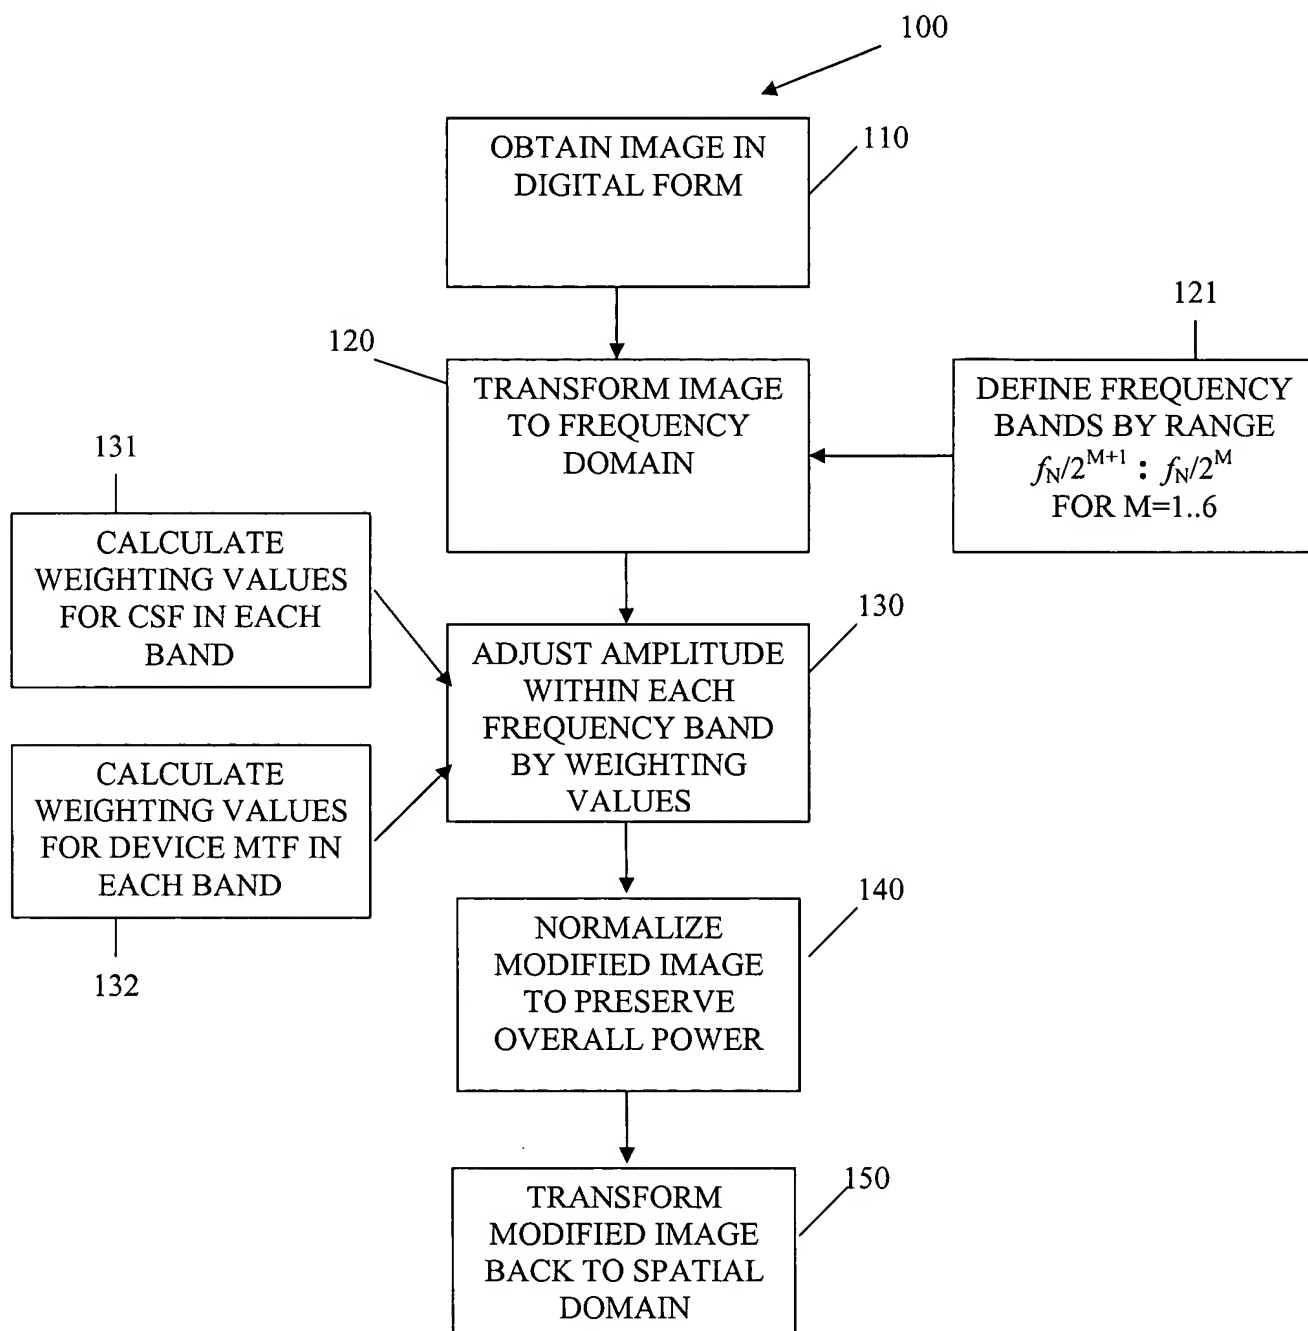 100
OBTAIN IMAGE IN
DIGITAL FORM
110
120
TRANSFORM IMAGE
TO FREQUENCY
DOMAIN
121
DEFINE FREQUENCY
BANDS BY RANGE
fN/2^M+1 : fN/2^M
FOR M=1..6
131
CALCULATE
WEIGHTING VALUES
FOR CSF IN EACH
BAND
130
ADJUST AMPLITUDE
WITHIN EACH
FREQUENCY BAND
BY WEIGHTING
VALUES
CALCULATE
WEIGHTING VALUES
FOR DEVICE MTF IN
EACH BAND
132
140
NORMALIZE
MODIFIED IMAGE
TO PRESERVE
OVERALL POWER
150
TRANSFORM
MODIFIED IMAGE
BACK TO SPATIAL
DOMAIN